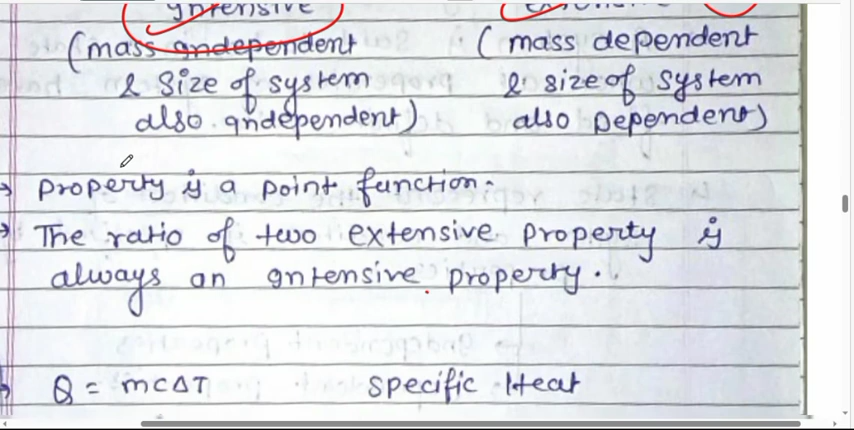 Intensive
(mass Independent
& Size of system
also Independent)
(mass dependent
& size of System
also Dependent)
→ Property is a point function:
→ The ratio of two extensive Property is
always an Intensive property.
Q = mcΔT Specific Heat